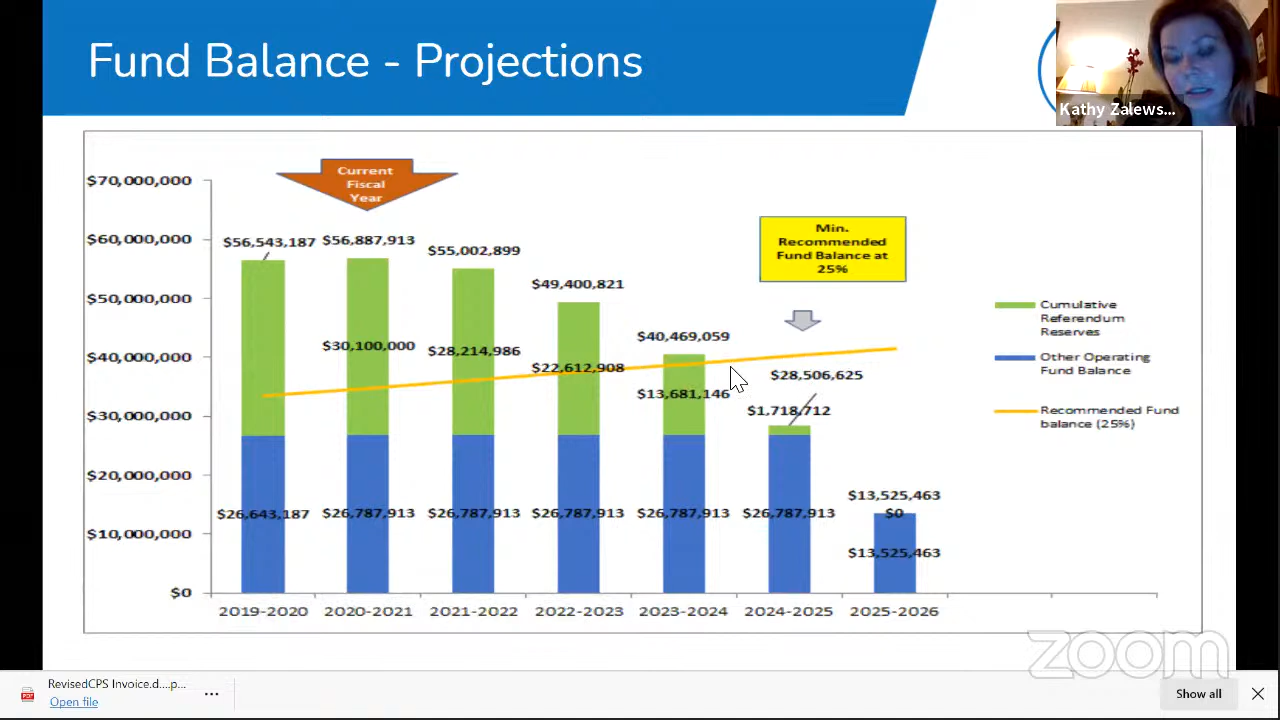 Fund Balance - Projections
Kathy Zalews...
Current
Fiscal
Year
Min.
Recommended
Fund Balance at
25%
$70,000,000
$60,000,000
$50,000,000
$40,000,000
$30,000,000
$20,000,000
$10,000,000
$0
$56,543,187
$56,887,913
$55,002,899
$49,400,821
$40,469,059
$28,506,625
$13,525,463
$30,100,000
$28,214,986
$22,612,908
$13,681,146
$1,718,712
$0
$26,643,187
$26,787,913
$26,787,913
$26,787,913
$26,787,913
$26,787,913
$13,525,463
2019-2020
2020-2021
2021-2022
2022-2023
2023-2024
2024-2025
2025-2026
Cumulative
Referendum
Reserves
Other Operating
Fund Balance
Recommended Fund
balance (25%)
zoom
RevisedCPS Invoice.d....p...
Open file
Show all